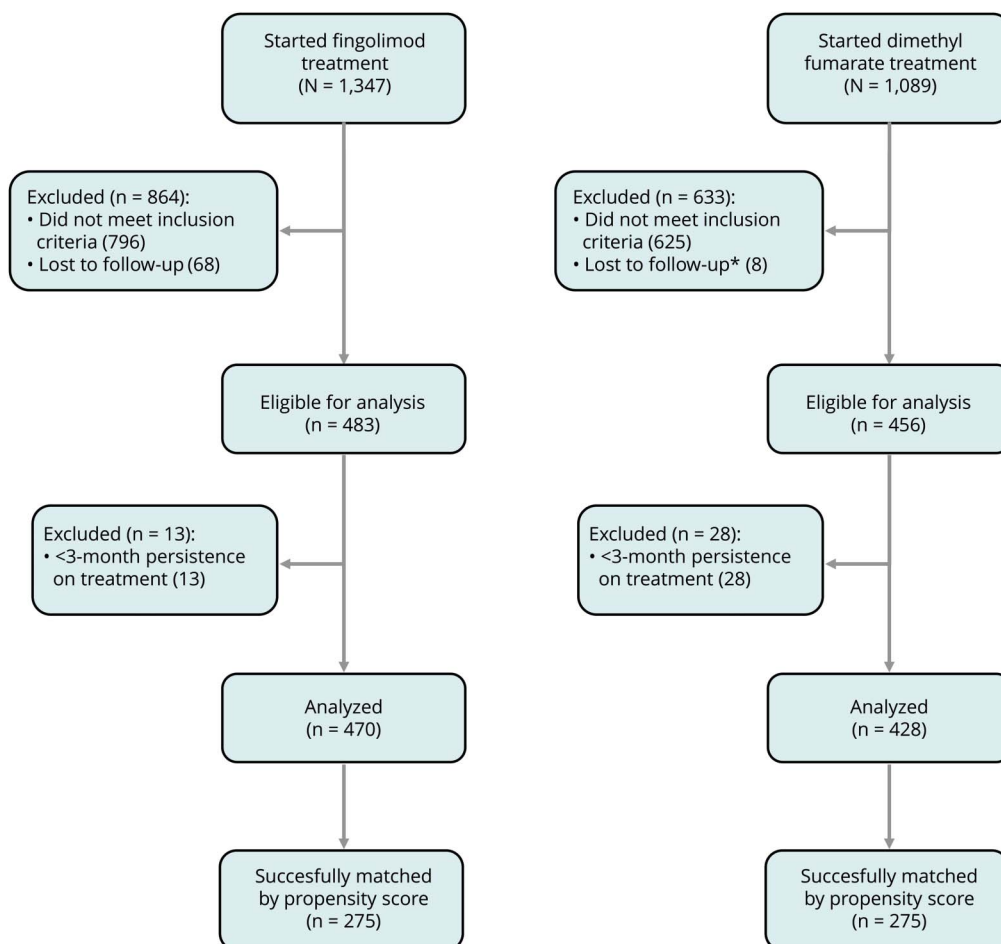 Started fingolimod
treatment
(N = 1,347)
Excluded (n = 864):
• Did not meet inclusion
criteria (796)
• Lost to follow-up (68)
Eligible for analysis
(n = 483)
Excluded (n = 13):
• <3-month persistence
on treatment (13)
Analyzed
(n = 470)
Succesfully matched
by propensity score
(n = 275)
Started dimethyl
fumarate treatment
(N = 1,089)
Excluded (n = 633):
• Did not meet inclusion
criteria (625)
• Lost to follow-up* (8)
Eligible for analysis
(n = 456)
Excluded (n = 28):
• <3-month persistence
on treatment (28)
Analyzed
(n = 428)
Succesfully matched
by propensity score
(n = 275)